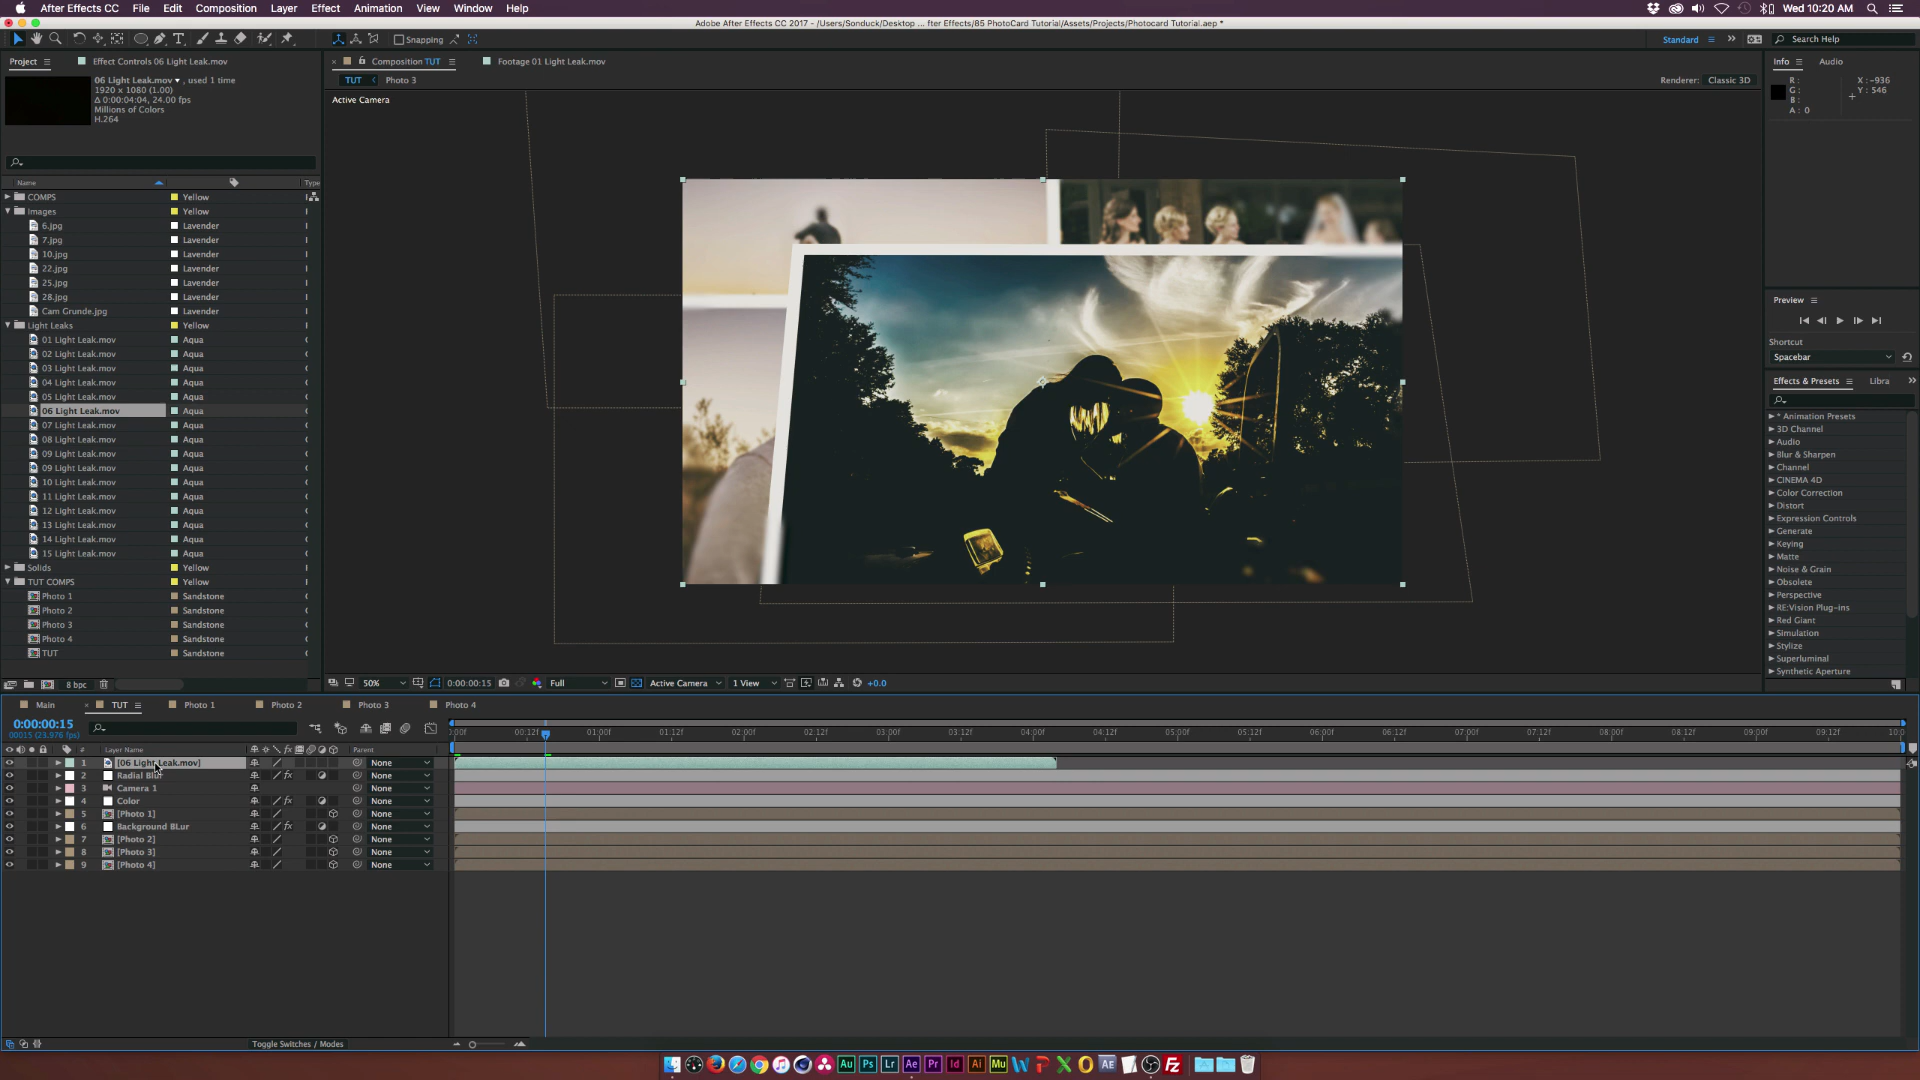 After Effects CC File Edit Composition Layer Effect Animation View Window Help
Wed 10:20 AM
Adobe After Effects CC 2017 - /Users/Sonduck/Desktop ... fter Effects/85 PhotoCard Tutorial/Assets/Projects/Photocard Tutorial.aep *
Snapping
Standard
Search Help
Project
Effect Controls 06 Light Leak.mov
06 Light Leak.mov , used 1 time
1920 x 1080 (1.00)
Δ 0:00:04:04, 24.00 fps
Millions of Colors
H.264
Name Type
COMPS Yellow
Images Yellow
6.jpg Lavender
7.jpg Lavender
10.jpg Lavender
22.jpg Lavender
25.jpg Lavender
28.jpg Lavender
Cam Grunde.jpg Lavender
Light Leaks Yellow
01 Light Leak.mov Aqua
02 Light Leak.mov Aqua
03 Light Leak.mov Aqua
04 Light Leak.mov Aqua
05 Light Leak.mov Aqua
06 Light Leak.mov Aqua
07 Light Leak.mov Aqua
08 Light Leak.mov Aqua
09 Light Leak.mov Aqua
09 Light Leak.mov Aqua
10 Light Leak.mov Aqua
11 Light Leak.mov Aqua
12 Light Leak.mov Aqua
13 Light Leak.mov Aqua
14 Light Leak.mov Aqua
15 Light Leak.mov Aqua
Solids Yellow
TUT COMPS Yellow
Photo 1 Sandstone
Photo 2 Sandstone
Photo 3 Sandstone
Photo 4 Sandstone
TUT Sandstone
8 bpc
Composition TUT
Footage 01 Light Leak.mov
TUT Photo 3
Renderer: Classic 3D
Active Camera
50% 0:00:00:15 Full Active Camera 1 View +0.0
Info Audio
R :
G :
B :
A : 0
X : -936
Y : 546
Preview
Shortcut
Spacebar
Effects & Presets Libra
* Animation Presets
3D Channel
Audio
Blur & Sharpen
Channel
CINEMA 4D
Color Correction
Distort
Expression Controls
Generate
Keying
Matte
Noise & Grain
Obsolete
Perspective
RE:Vision Plug-ins
Red Giant
Simulation
Stylize
Superluminal
Synthetic Aperture
Main TUT Photo 1 Photo 2 Photo 3 Photo 4
0:00:00:15
00015 (23.976 fps)
:00f 00:12f 01:00f 01:12f 02:00f 02:12f 03:00f 03:12f 04:00f 04:12f 05:00f 05:12f 06:00f 06:12f 07:00f 07:12f 08:00f 08:12f 09:00f 09:12f 10:0
# Layer Name Parent
1 [06 Light Leak.mov] None
2 Radial Blur None
3 Camera 1 None
4 Color None
5 [Photo 1] None
6 Background BLur None
7 [Photo 2] None
8 [Photo 3] None
9 [Photo 4] None
Toggle Switches / Modes
Au Ps Lr Ae Pr Id Ai Mu AE